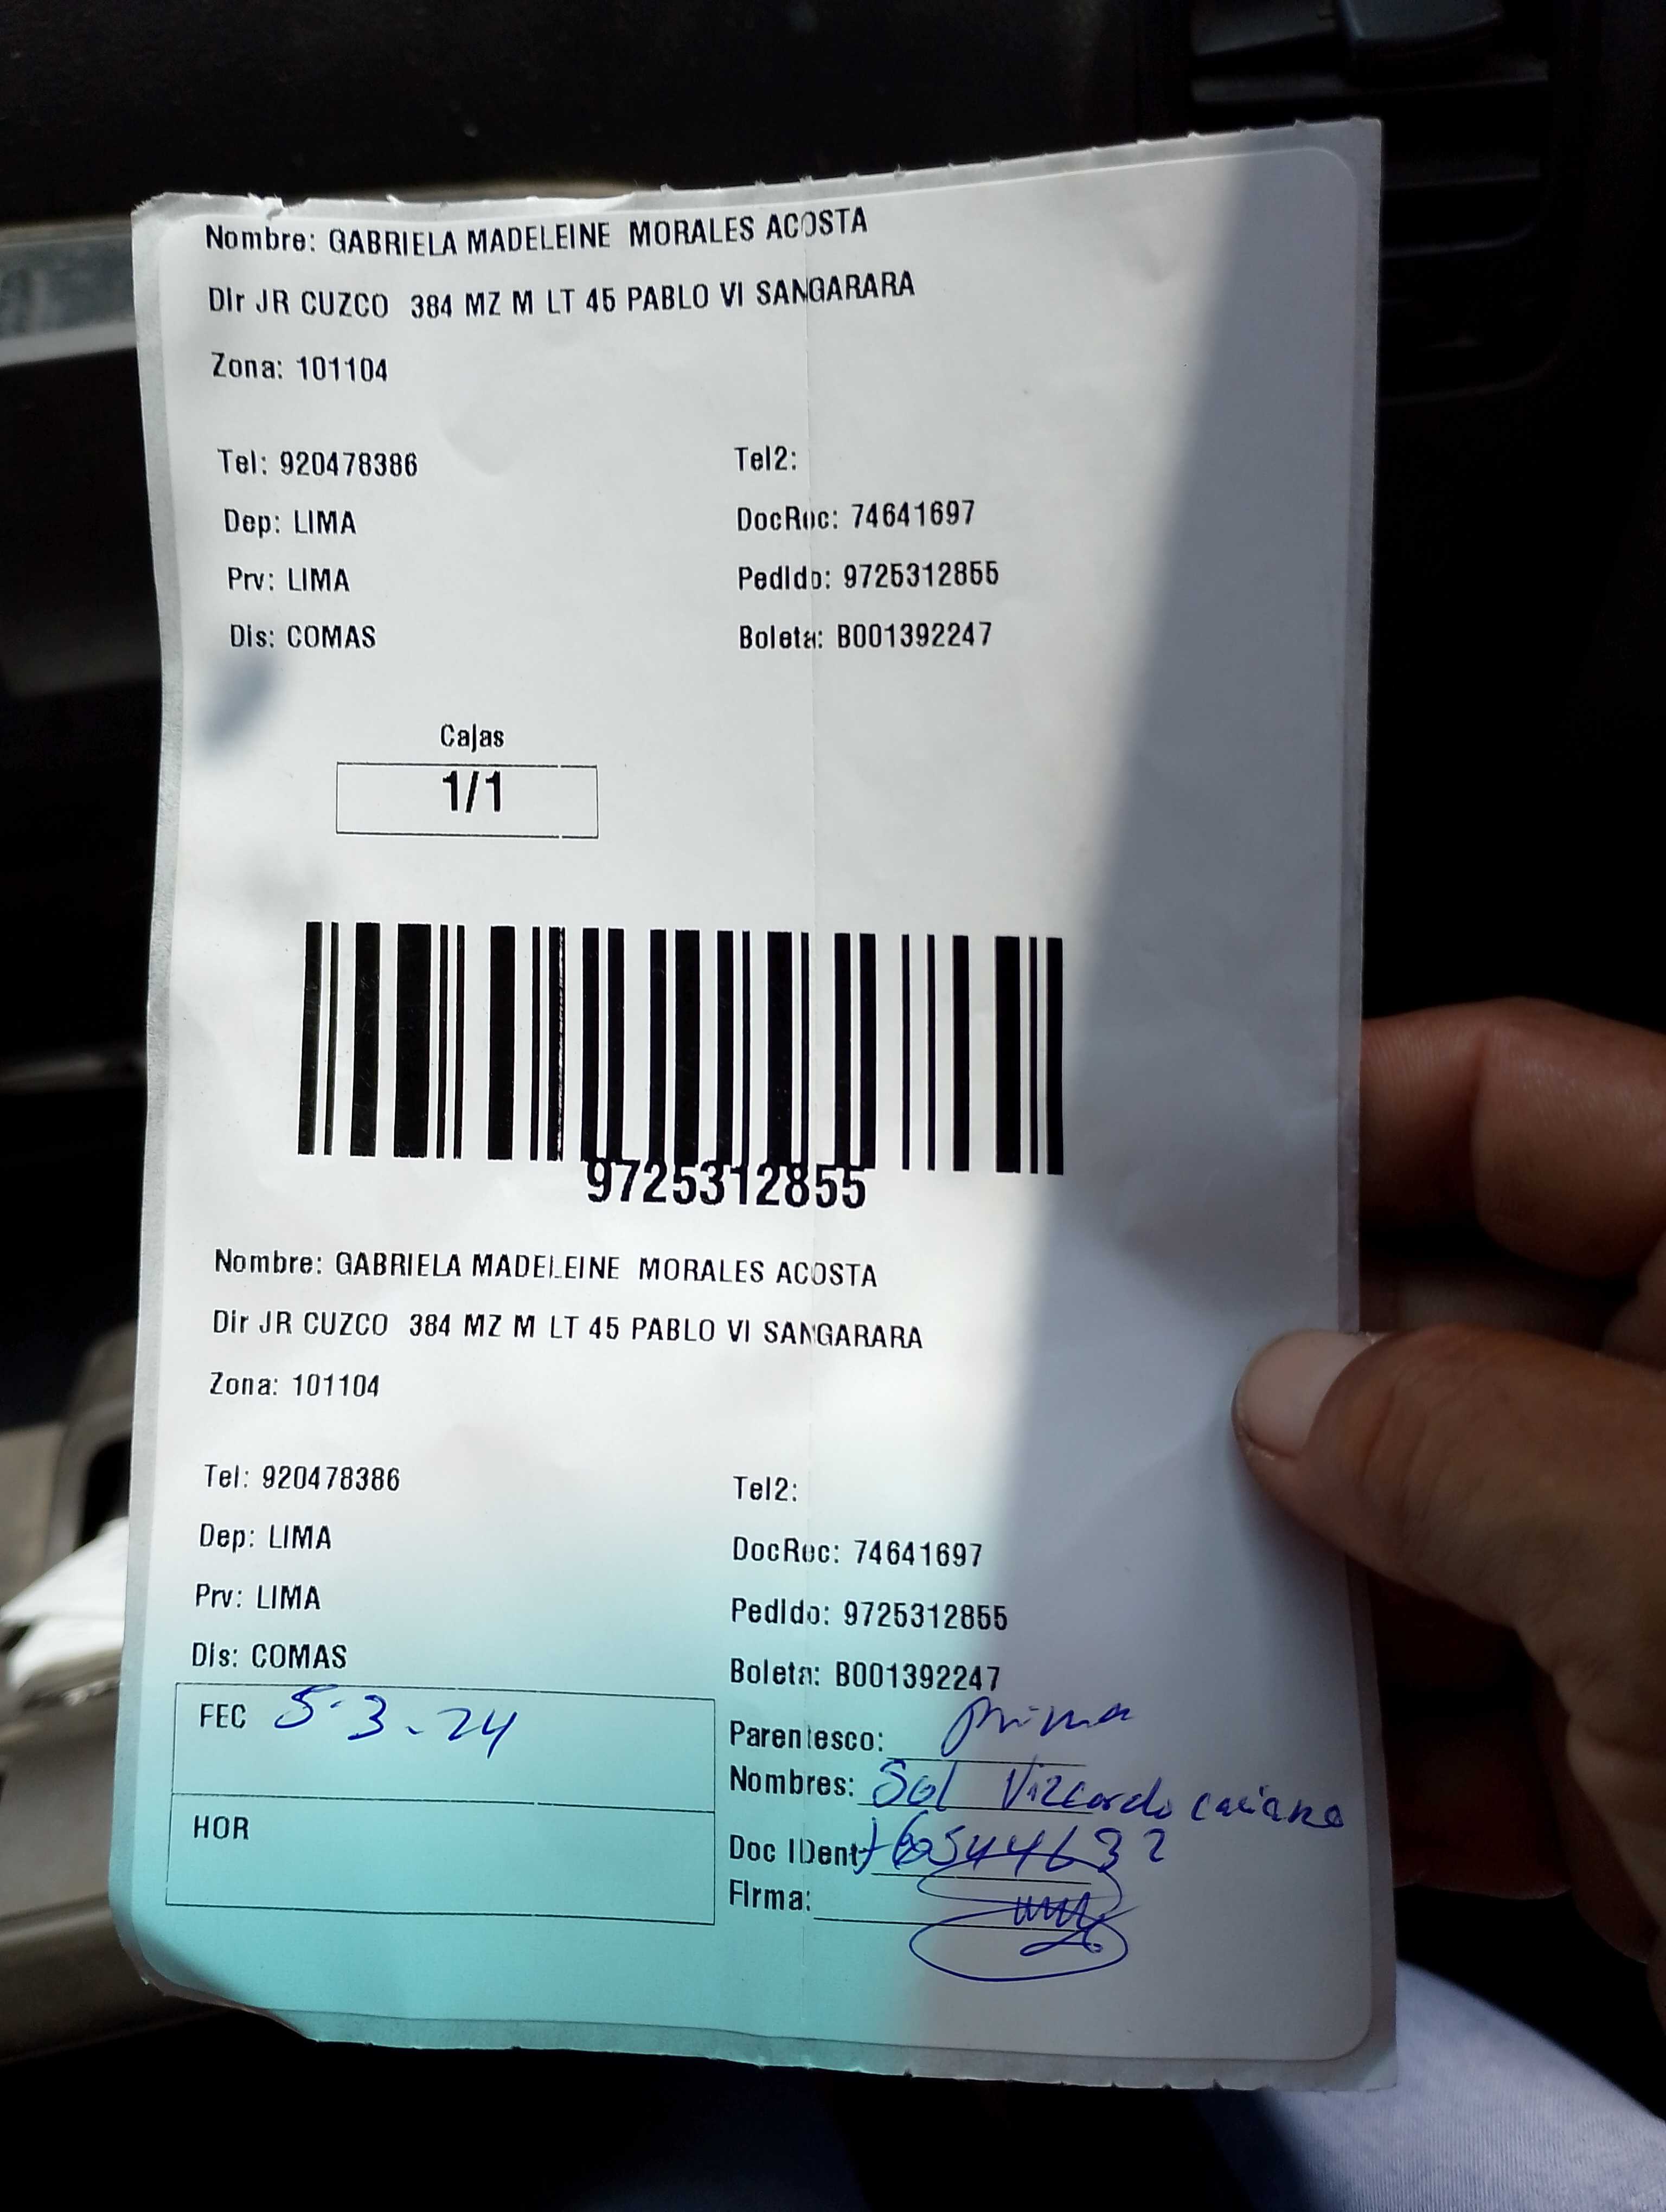 Nombre: GABRIELA MADELEINE MORALES ACOSTA
Dir JR CUZCO 384 MZ M LT 45 PABLO VI SANGARARA
Zona: 101104
Tel: 920478386 Tel2:
Dep: LIMA DocRec: 74641697
Prv: LIMA Pedido: 9725312855
Dis: COMAS Boleta: B001392247
Cajas
1/1
9725312855
Nombre: GABRIELA MADELEINE MORALES ACOSTA
Dir JR CUZCO 384 MZ M LT 45 PABLO VI SANGARARA
Zona: 101104
Tel: 920478386 Tel2:
Dep: LIMA DocRec: 74641697
Prv: LIMA Pedido: 9725312855
Dis: COMAS Boleta: B001392247
FEC 5.3.24 Parentesco: prima
Nombres: Sol Vizcardo
HOR Doc IDent
Firma: